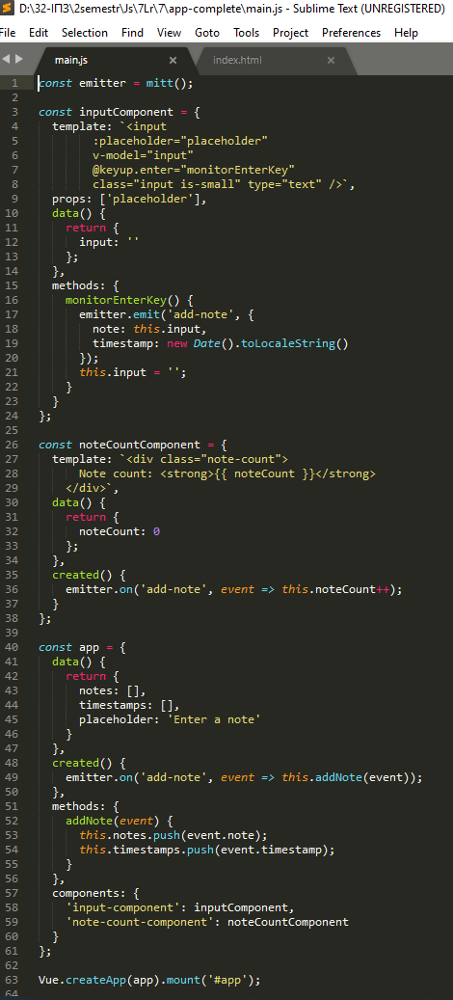 D:\32-ІПЗ\2semestr\Js\7Lr\7\app-complete\main.js - Sublime Text (UNREGISTERED)
File Edit Selection Find View Goto Tools Project Preferences Help
main.js × index.html ×
1 const emitter = mitt();
2
3 const inputComponent = {
4   template: `<input
5         :placeholder="placeholder"
6         v-model="input"
7         @keyup.enter="monitorEnterKey"
8         class="input is-small" type="text" />`,
9   props: ['placeholder'],
10   data() {
11     return {
12       input: ''
13     };
14   },
15   methods: {
16     monitorEnterKey() {
17       emitter.emit('add-note', {
18         note: this.input,
19         timestamp: new Date().toLocaleString()
20       });
21       this.input = '';
22     }
23   }
24 };
25
26 const noteCountComponent = {
27   template: `<div class="note-count">
28       Note count: <strong>{{ noteCount }}</strong>
29     </div>`,
30   data() {
31     return {
32       noteCount: 0
33     };
34   },
35   created() {
36     emitter.on('add-note', event => this.noteCount++);
37   }
38 };
39
40 const app = {
41   data() {
42     return {
43       notes: [],
44       timestamps: [],
45       placeholder: 'Enter a note'
46     }
47   },
48   created() {
49     emitter.on('add-note', event => this.addNote(event));
50   },
51   methods: {
52     addNote(event) {
53       this.notes.push(event.note);
54       this.timestamps.push(event.timestamp);
55     }
56   },
57   components: {
58     'input-component': inputComponent,
59     'note-count-component': noteCountComponent
60   }
61 };
62
63 Vue.createApp(app).mount('#app');
64